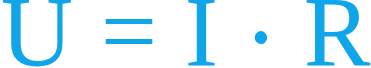 U = I · R